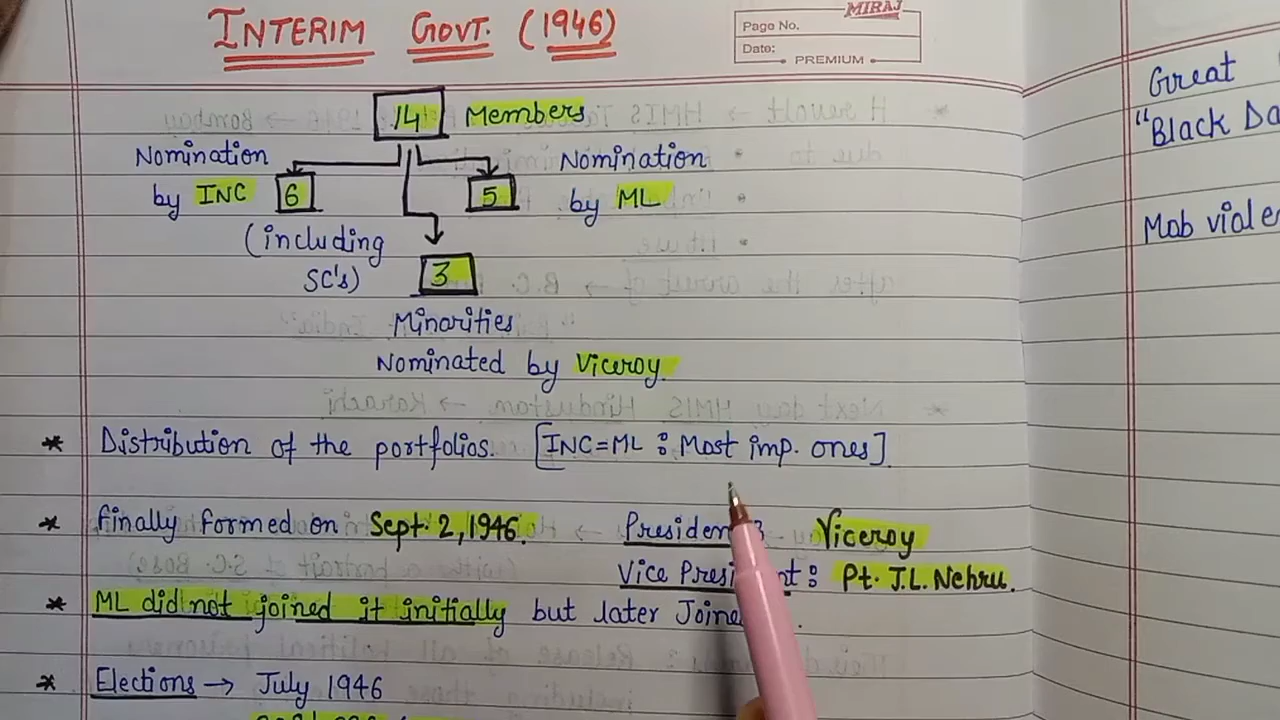 INTERIM GOVT. (1946)
MIRAJ
Page No.
Date:
PREMIUM
14 Members
Nomination
by INC
6
(including
SC's)
5
Nomination
by ML
3
Minorities
Nominated by Viceroy.
* Distribution of the portfolios. [INC=ML : Most imp. ones]
* finally formed on Sept. 2, 1946.
President : Viceroy
Vice President : Pt. J.L. Nehru.
* ML did not joined it initially but later Joined.
* Elections → July 1946
Great
"Black Da
Mob viole